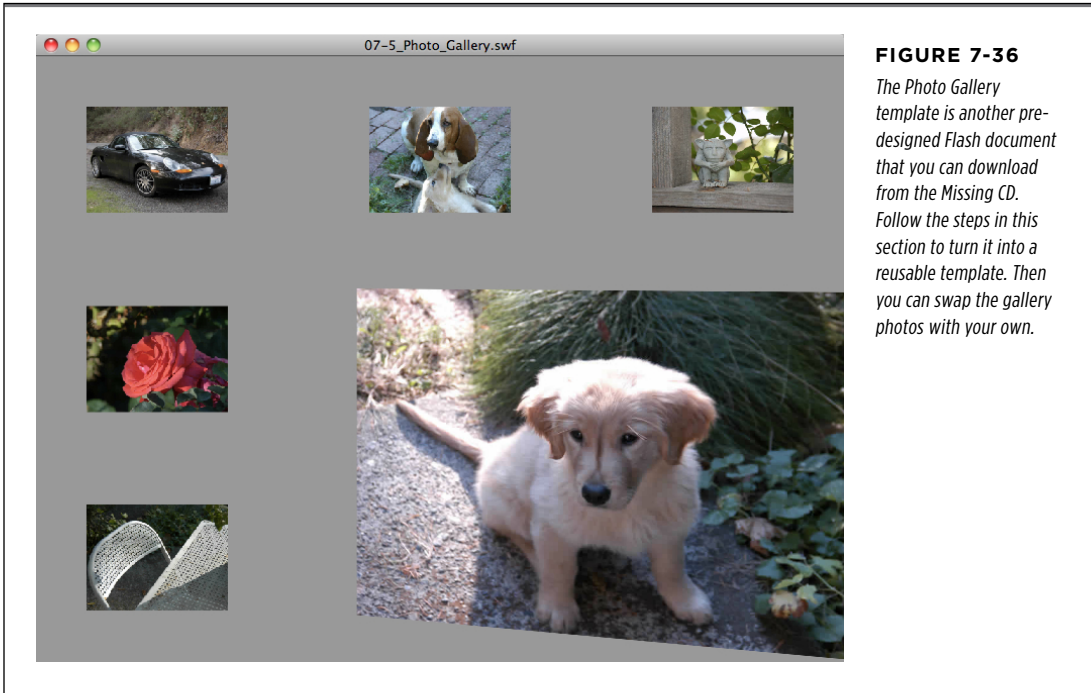 07-5_Photo_Gallery.swf
FIGURE 7-36
The Photo Gallery
template is another pre-
designed Flash document
that you can download
from the Missing CD.
Follow the steps in this
section to turn it into a
reusable template. Then
you can swap the gallery
photos with your own.